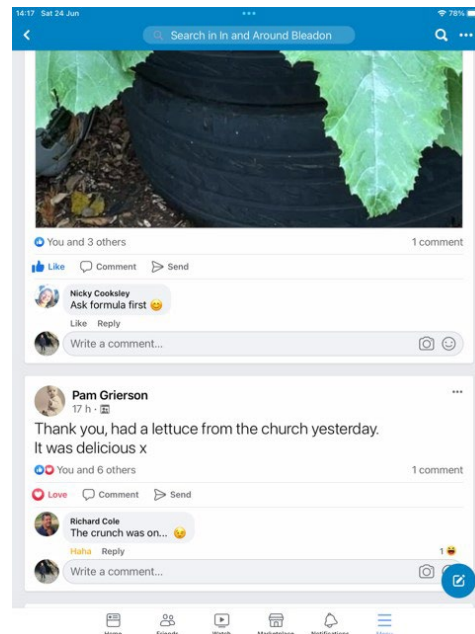 14:17 Sat 24 Jun
78%
Search in In and Around Bleadon
You and 3 others 1 comment
Like Comment Send
Nicky Cooksley
Ask formula first
Like Reply
Write a comment...
Pam Grierson
17 h
Thank you, had a lettuce from the church yesterday.
It was delicious x
You and 6 others 1 comment
Love Comment Send
Richard Cole
The crunch was on...
Haha Reply 1
Write a comment...
Home Friends Watch Marketplace Notifications Menu